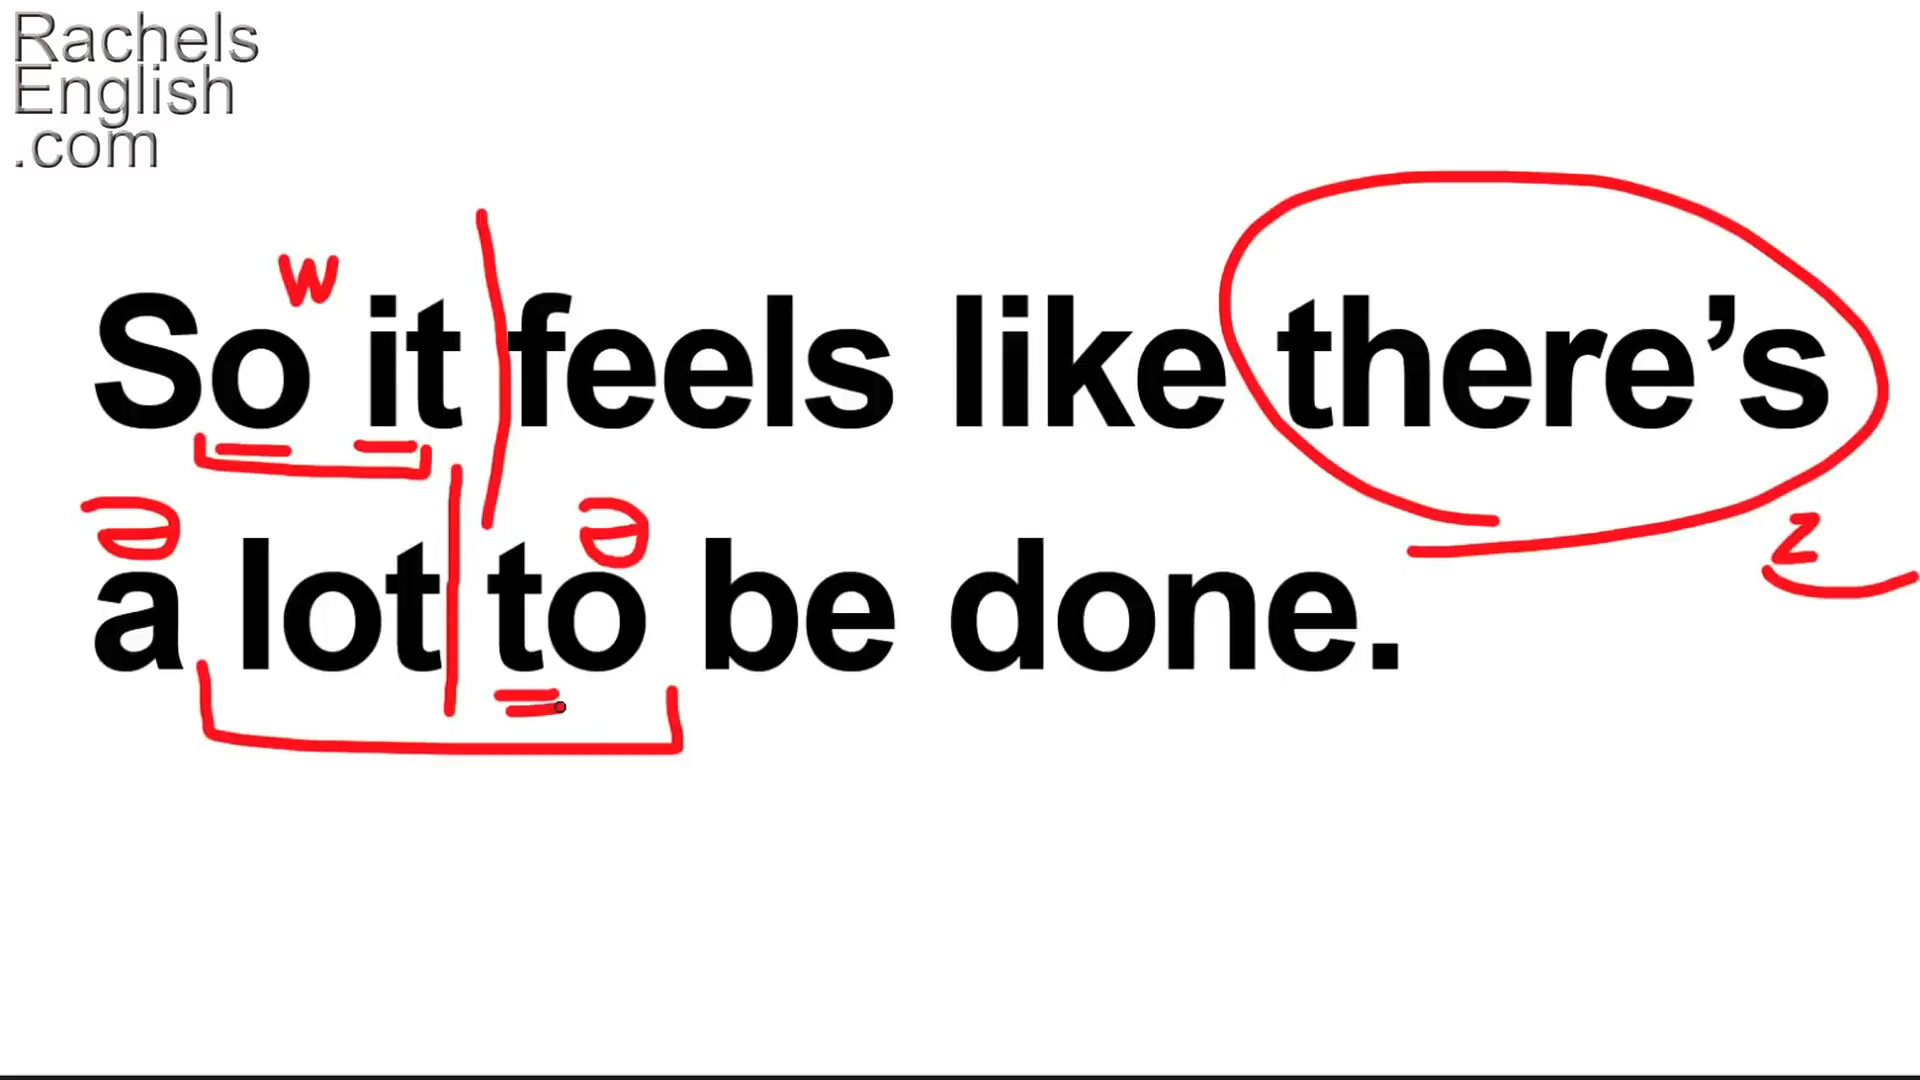 Rachels
English
.com
w
So it feels like there's
ə ə z
a lot to be done.